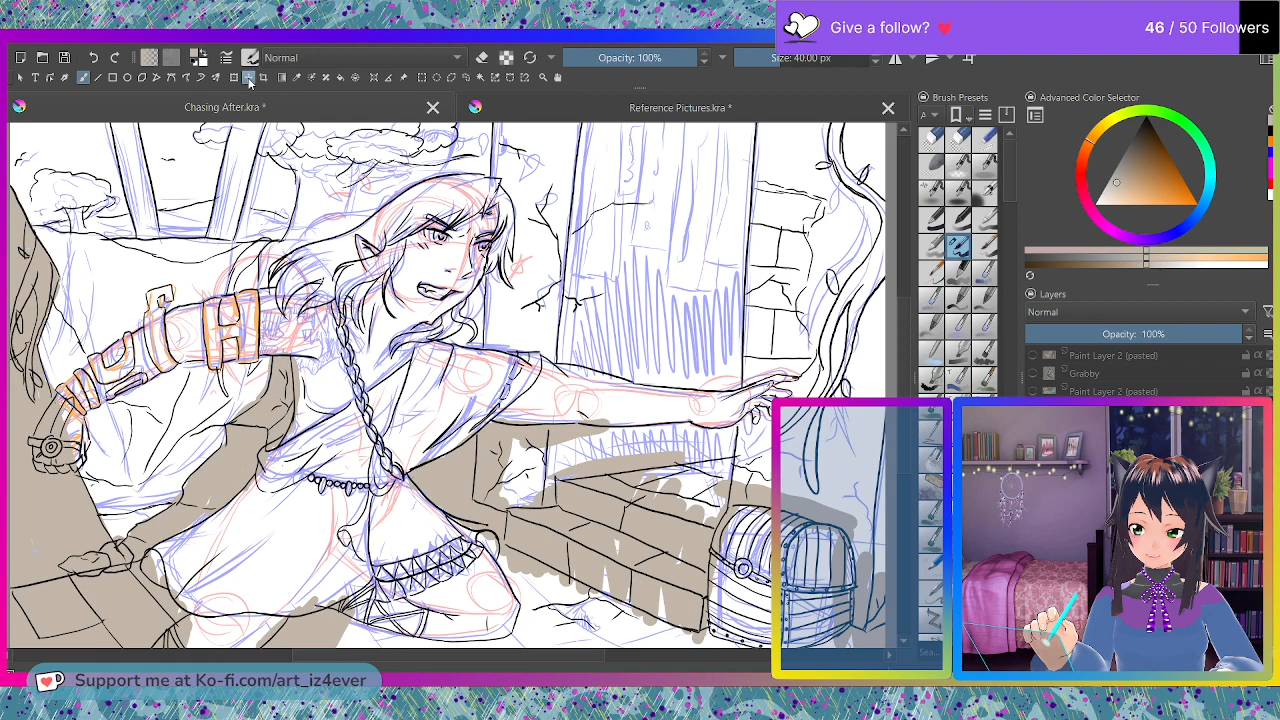 Give a follow?
46 / 50 Followers
Normal
Opacity: 100%
Size: 40.00 px
Chasing After.kra *
Reference Pictures.kra *
Brush Presets
Advanced Color Selector
A
Layers
Normal
Opacity: 100%
Paint Layer 2 (pasted)
Grabby
Paint Layer 2 (pasted)
Sea...
Support me at Ko-fi.com/art_iz4ever